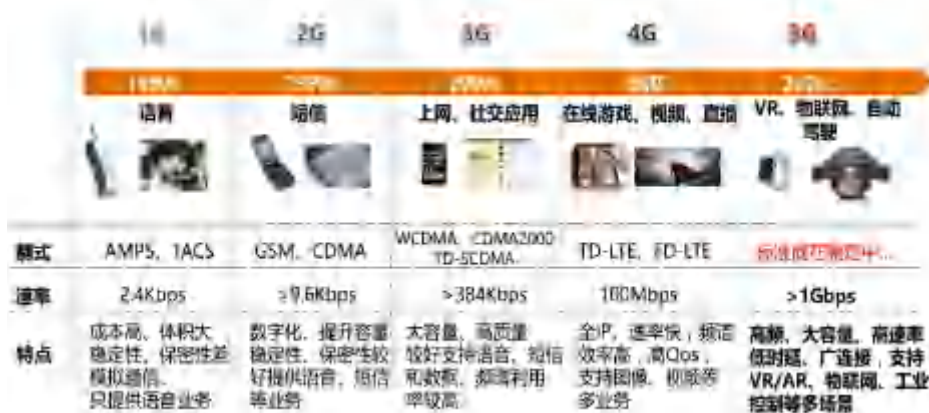 1G 2G 3G 4G 5G
语音 短信 上网、社交应用 在线游戏、视频、直播 VR、物联网、自动
驾驶
制式 AMPS、TACS GSM、CDMA WCDMA、CDMA2000 TD-LTE、FD-LTE
TD-SCDMA
速率 2.4Kbps ≥9.6Kbps >384Kbps 100Mbps >1Gbps
特点 成本高、体积大 数字化、提升容量 大容量、高质量 全IP、速率快,频谱 高频、大容量、高速率
稳定性、保密性差 稳定性、保密性较 较好支持语音、短信 效率高,高Qos, 低时延、广连接,支持
模拟通信、 好提供语音、短信 和数据,频谱利用 支持图像、视频等 VR/AR、物联网、工业
只提供语音业务 等业务 率较高 多业务 控制等多场景